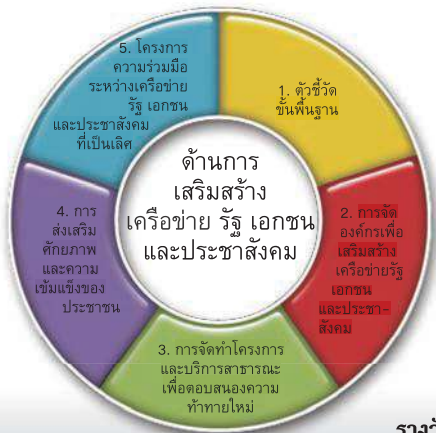 5. โครงการ
ความร่วมมือ
ระหว่างเครือข่าย
รัฐ เอกชน
และประชาสังคม
ที่เป็นเลิศ
1. ตัวชี้วัด
ขั้นพื้นฐาน
ด้านการ
เสริมสร้าง
เครือข่าย รัฐ เอกชน
และประชาสังคม
2. การจัด
องค์กรเพื่อ
เสริมสร้าง
เครือข่ายรัฐ
เอกชน
และประชา-
สังคม
4. การ
ส่งเสริม
ศักยภาพ
และความ
เข้มแข็งของ
ประชาชน
3. การจัดทำโครงการ
และบริการสาธารณะ
เพื่อตอบสนองความ
ท้าทายใหม่